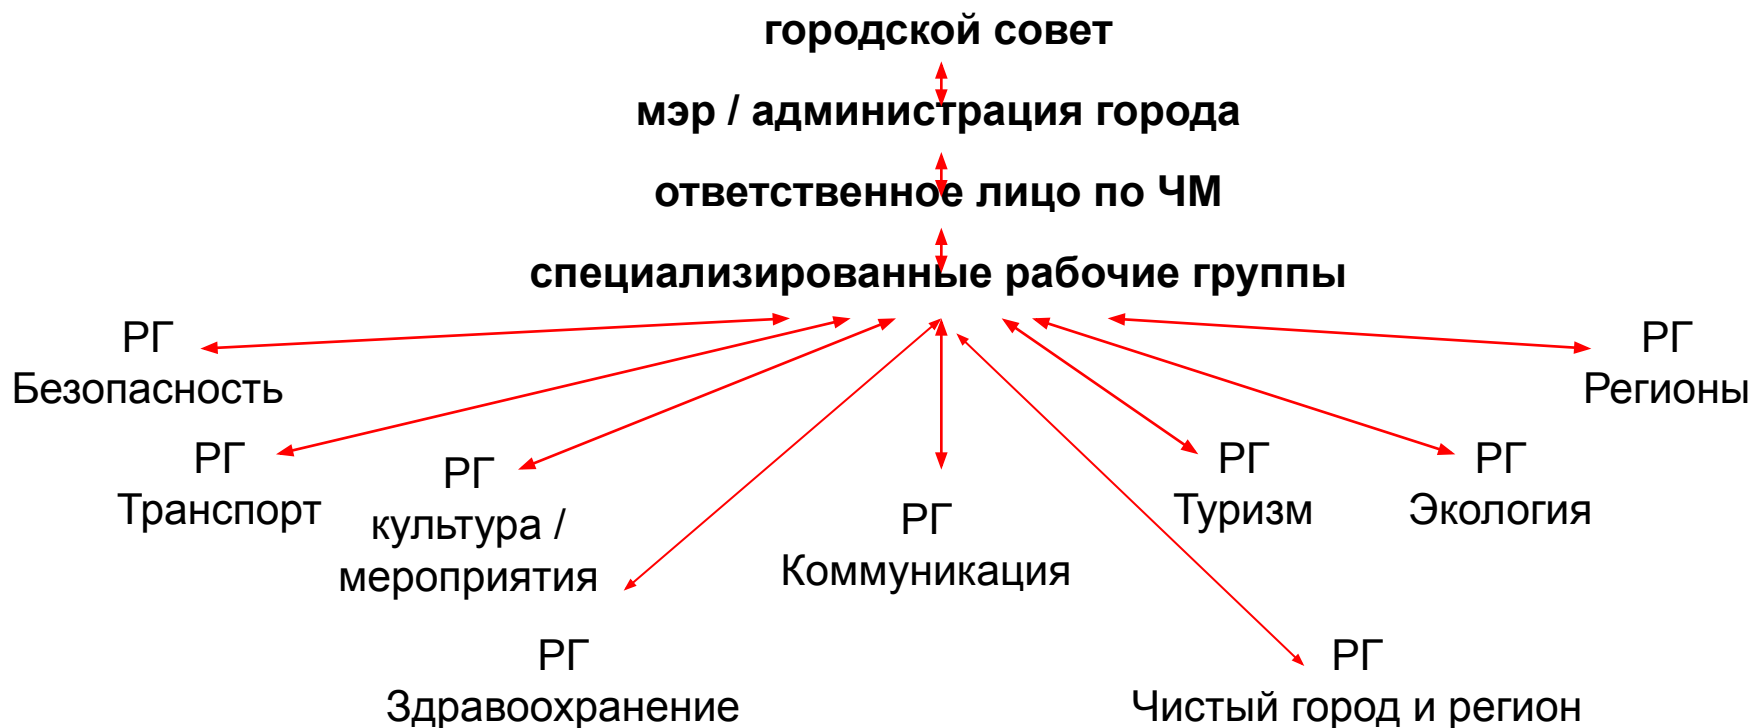 городской совет
мэр / администрация города
ответственное лицо по ЧМ
специализированные рабочие группы
РГ
Безопасность
РГ
Регионы
РГ
Транспорт
РГ
культура /
мероприятия
РГ
Коммуникация
РГ
Туризм
РГ
Экология
РГ
Здравоохранение
РГ
Чистый город и регион